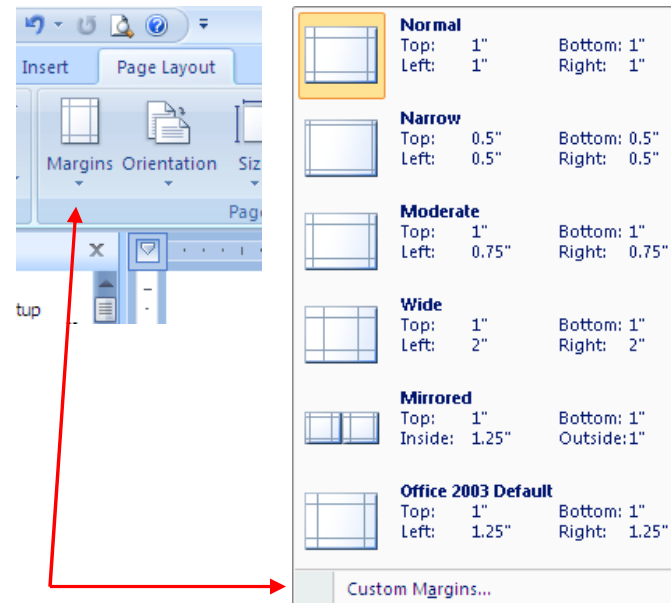 Insert Page Layout
Margins Orientation Siz
Pag
tup
Normal
Top: 1" Bottom: 1"
Left: 1" Right: 1"
Narrow
Top: 0.5" Bottom: 0.5"
Left: 0.5" Right: 0.5"
Moderate
Top: 1" Bottom: 1"
Left: 0.75" Right: 0.75"
Wide
Top: 1" Bottom: 1"
Left: 2" Right: 2"
Mirrored
Top: 1" Bottom: 1"
Inside: 1.25" Outside:1"
Office 2003 Default
Top: 1" Bottom: 1"
Left: 1.25" Right: 1.25"
Custom Margins...